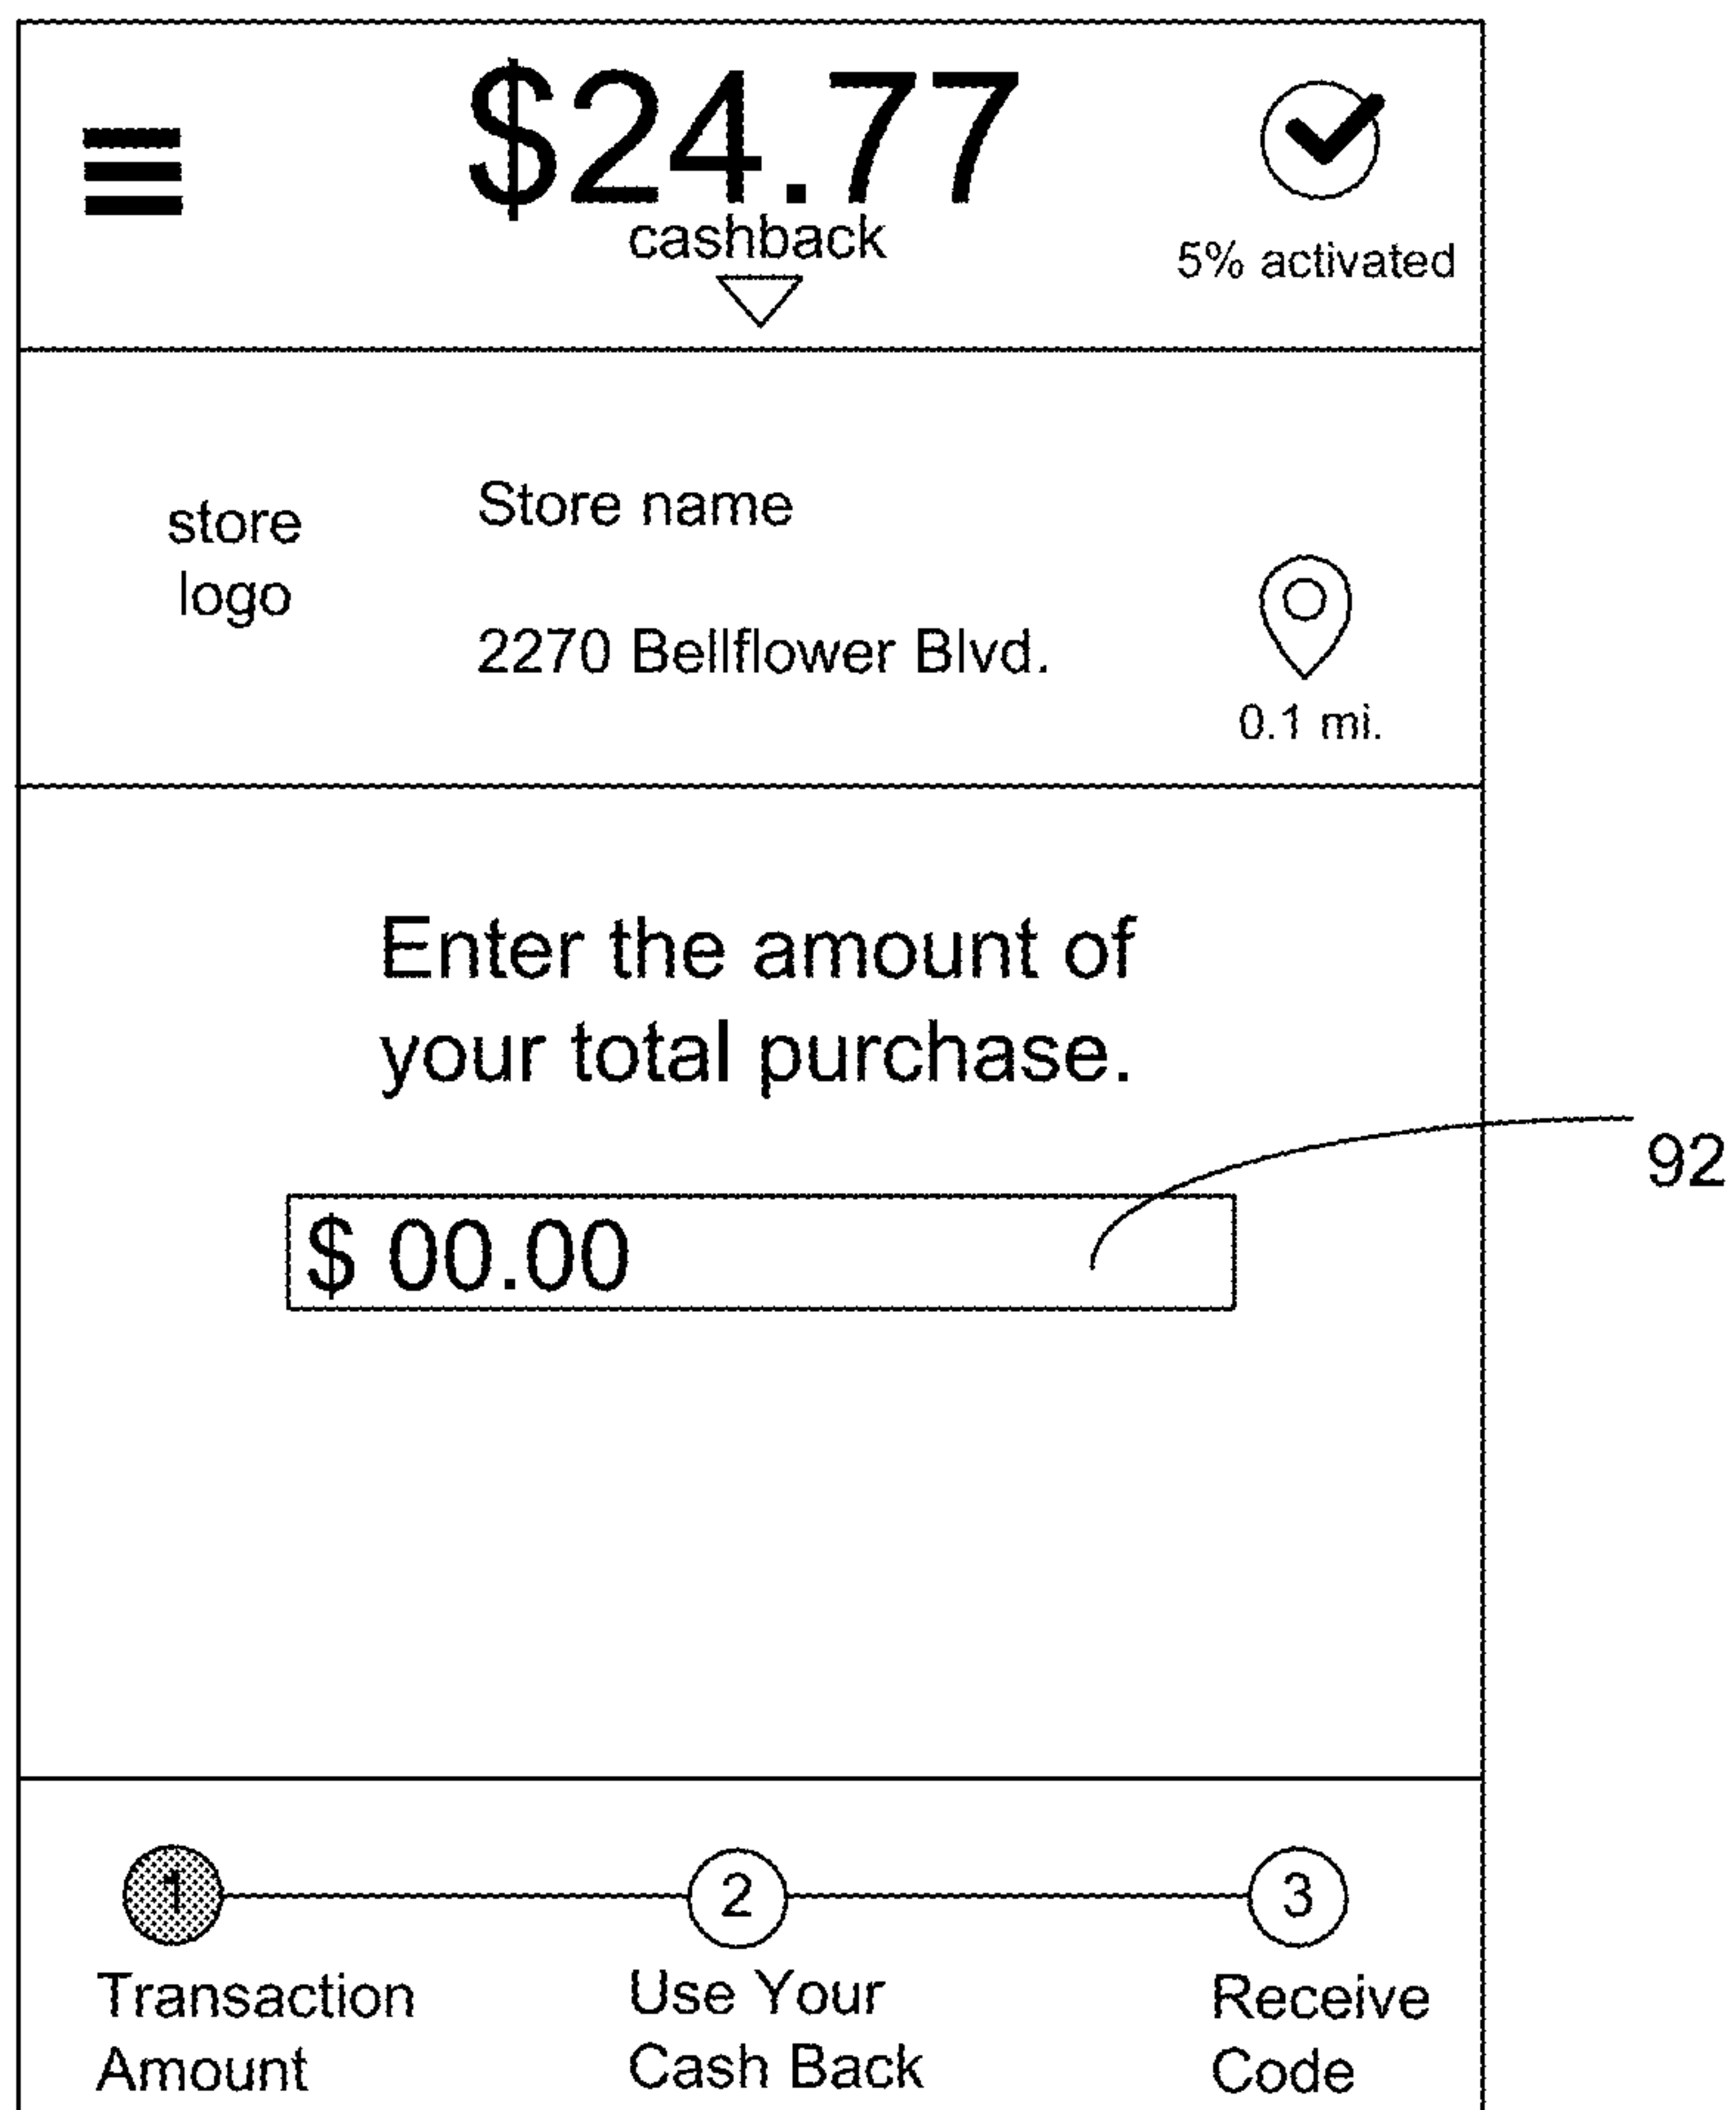 $24.77
cashback
5% activated
store
logo
Store name
2270 Bellflower Blvd.
0.1 mi.
Enter the amount of
your total purchase.
92
$ 00.00
1
2
3
Transaction
Amount
Use Your
Cash Back
Receive
Code